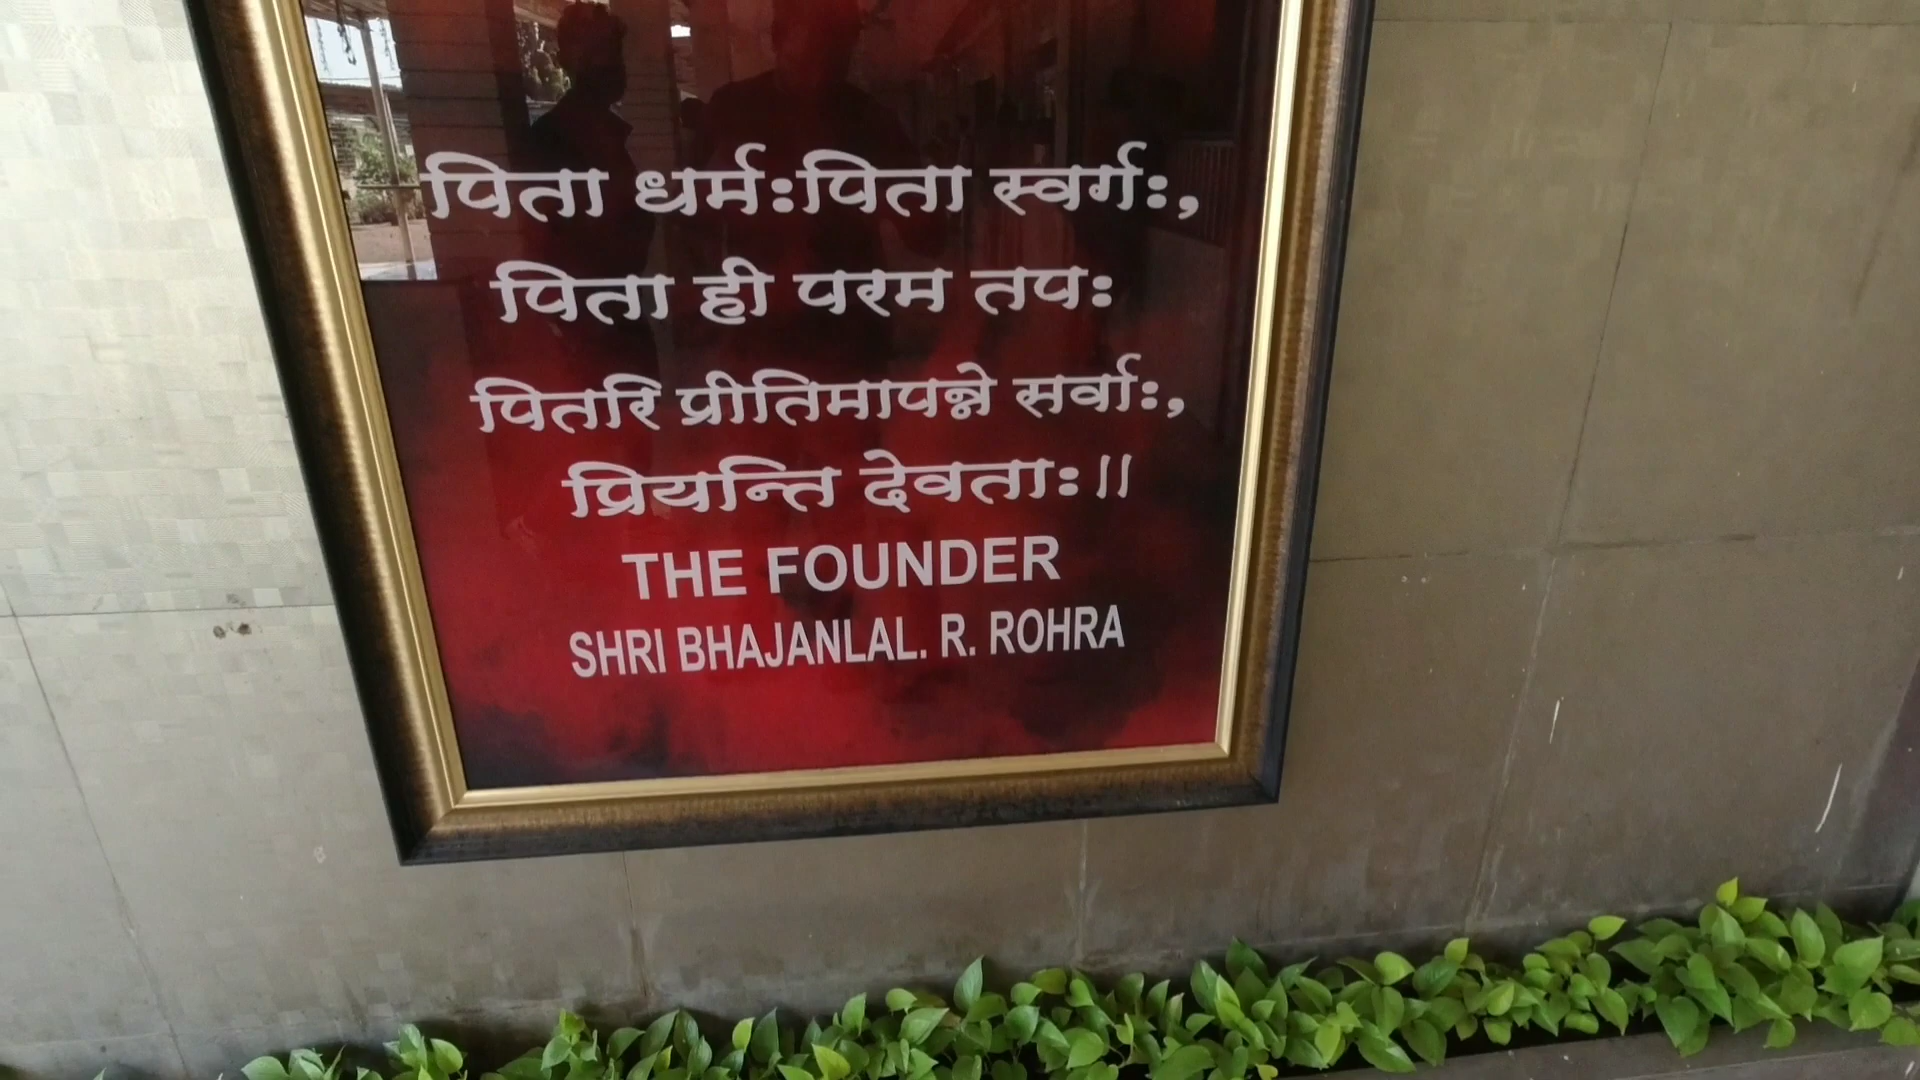 पिता धर्मःपिता स्वर्गः,
पिता ही परम तपः
पितरि प्रीतिमापन्ने सर्वाः,
प्रियन्ति देवताः॥
THE FOUNDER
SHRI BHAJANLAL. R. ROHRA